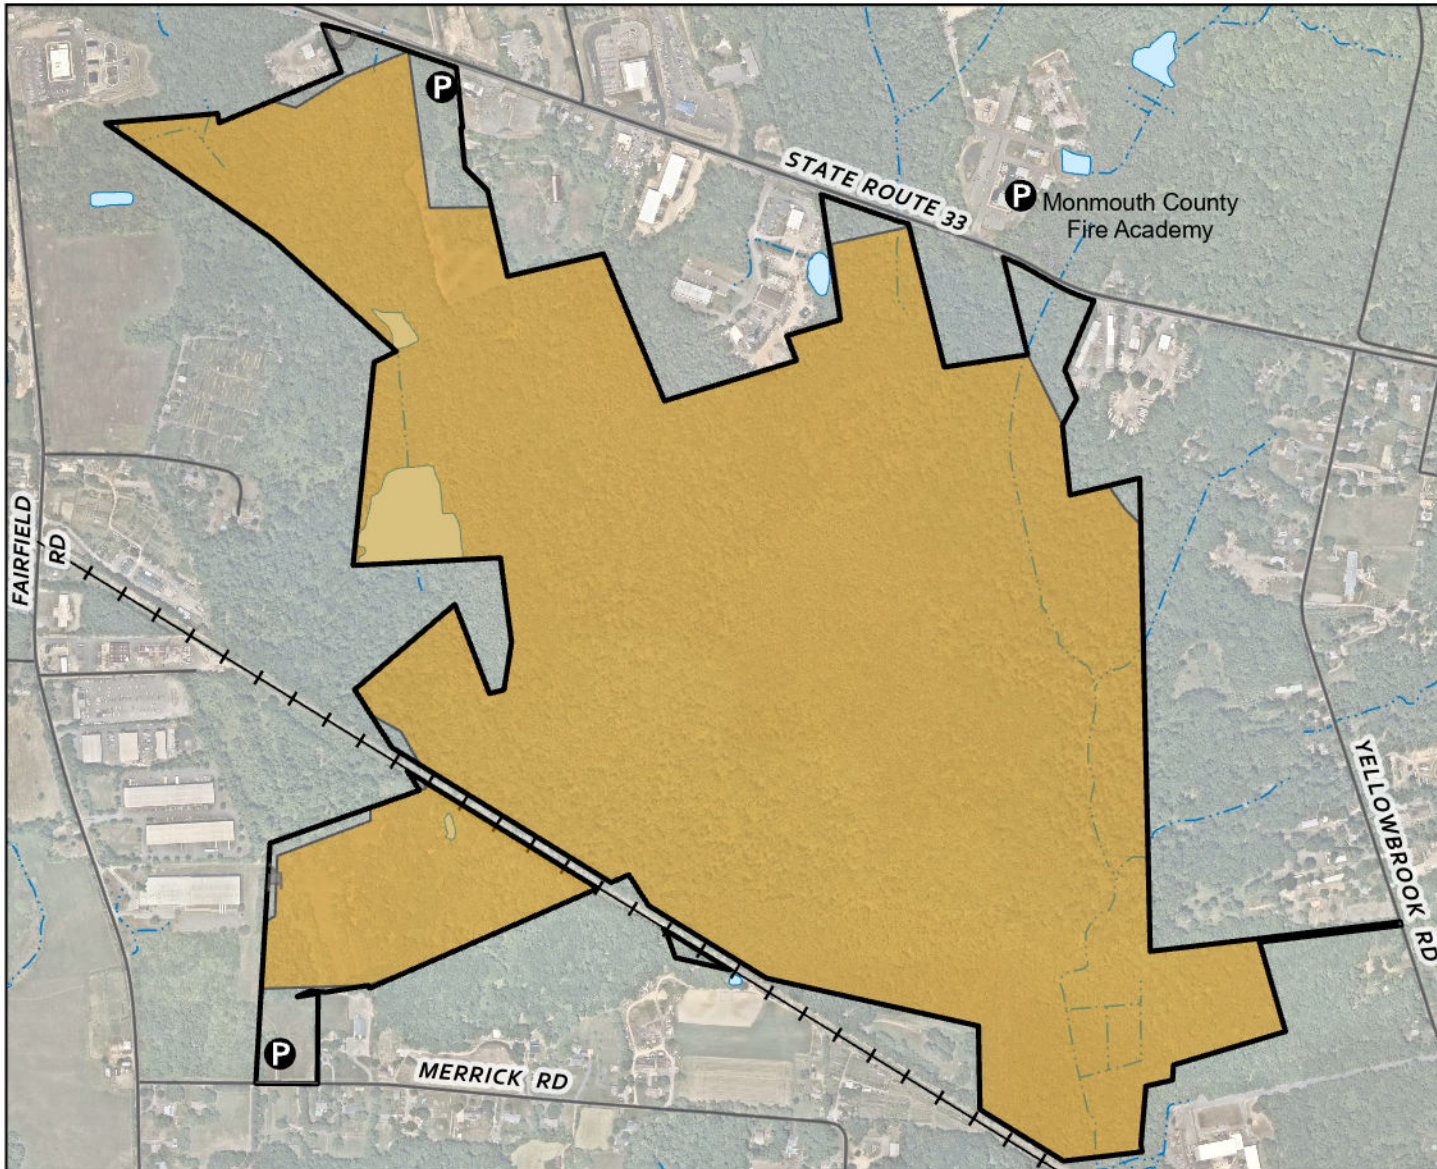 P
STATE ROUTE 33
P
Monmouth County
Fire Academy
FAIRFIELD
RD
YELLOWBROOK RD
P
MERRICK RD